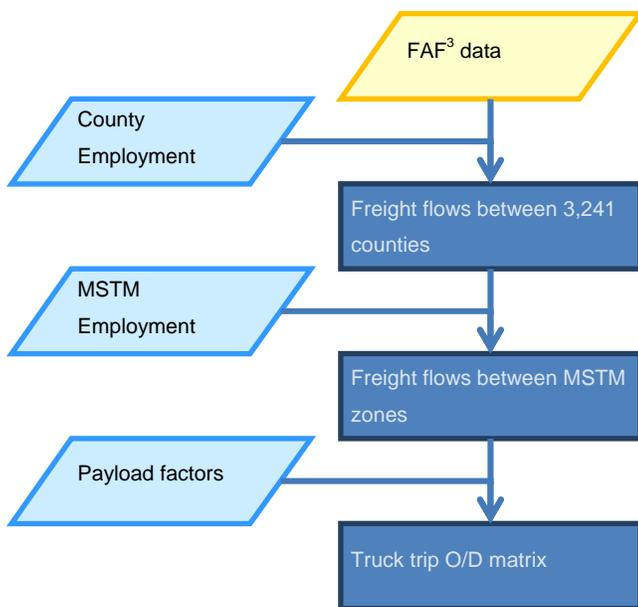 FAF³ data
County
Employment
Freight flows between 3,241
counties
MSTM
Employment
Freight flows between MSTM
zones
Payload factors
Truck trip O/D matrix